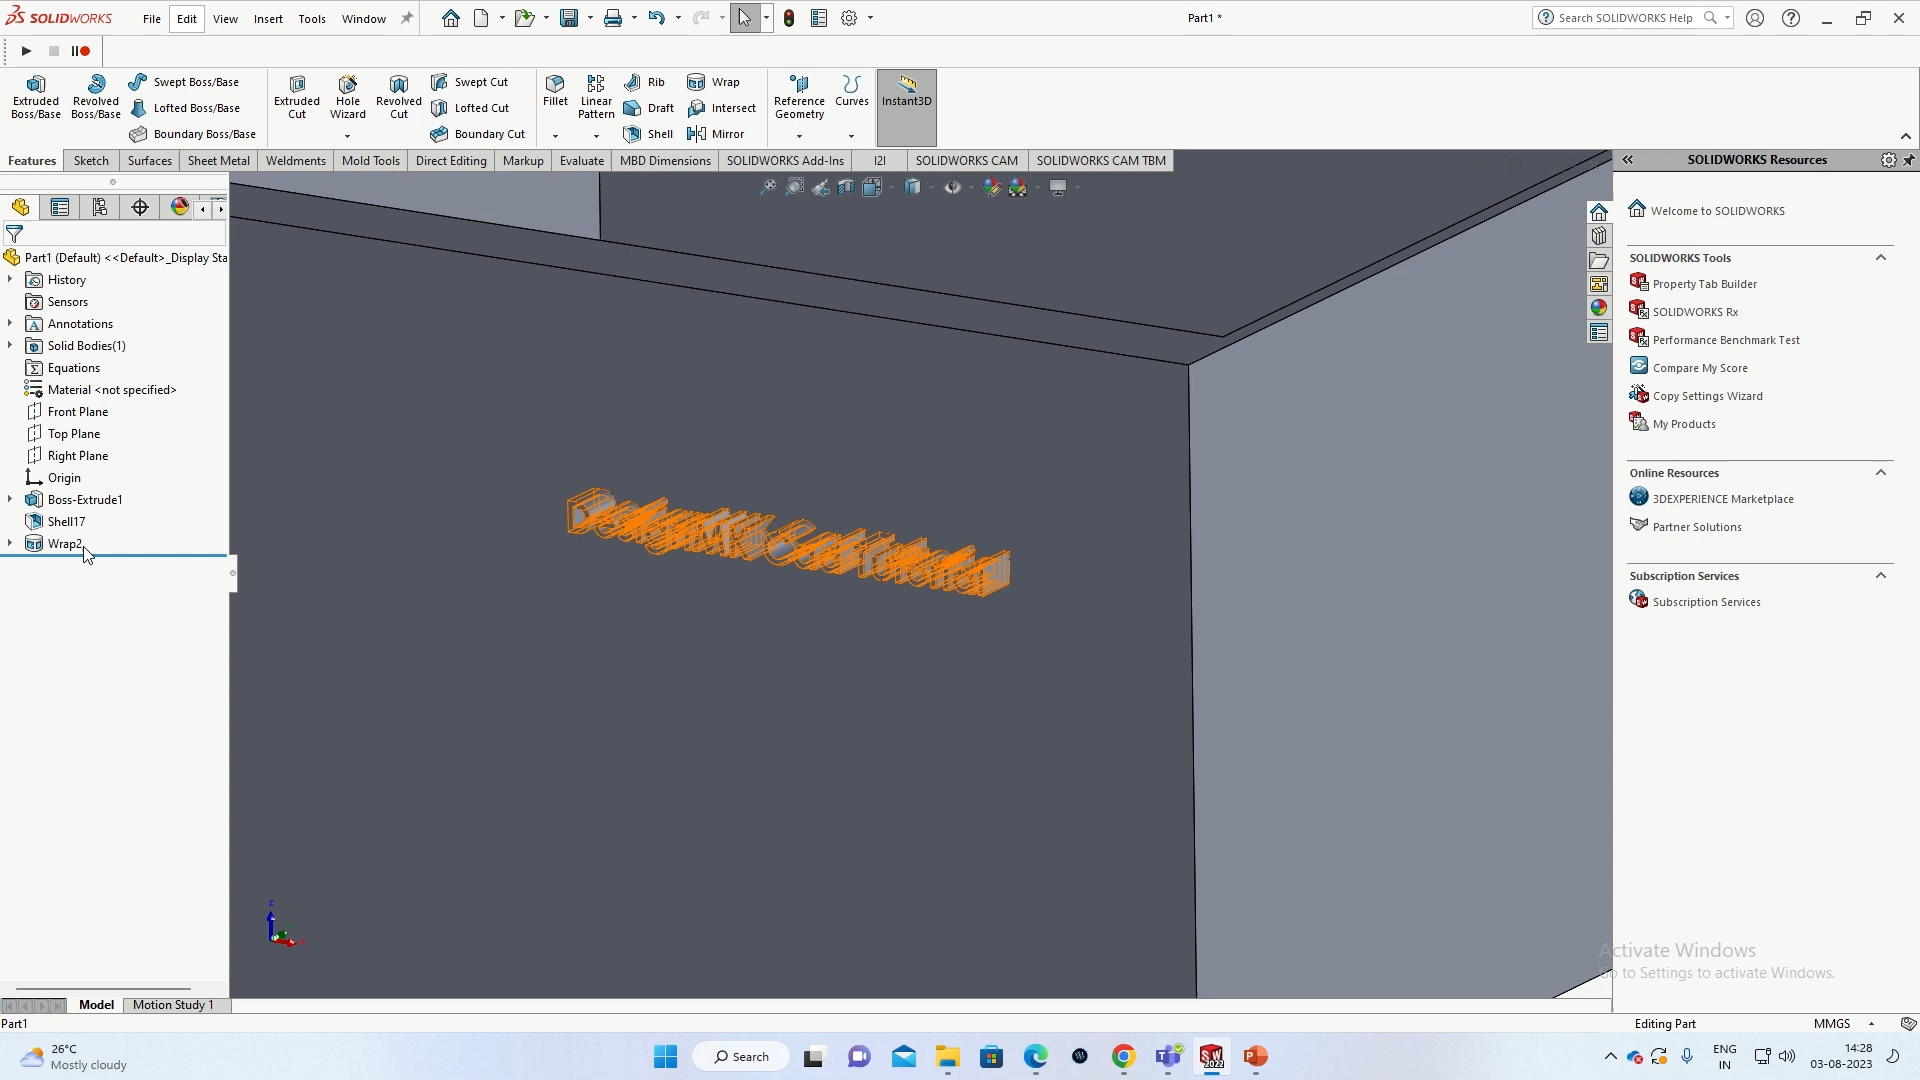 SOLIDWORKS File Edit View Insert Tools Window Part1 * Search SOLIDWORKS Help
Extruded Boss/Base
Revolved Boss/Base
Swept Boss/Base
Lofted Boss/Base
Boundary Boss/Base
Extruded Cut
Hole Wizard
Revolved Cut
Swept Cut
Lofted Cut
Boundary Cut
Fillet
Linear Pattern
Rib
Draft
Shell
Wrap
Intersect
Mirror
Reference Geometry
Curves
Instant3D
Features Sketch Surfaces Sheet Metal Weldments Mold Tools Direct Editing Markup Evaluate MBD Dimensions SOLIDWORKS Add-Ins I2I SOLIDWORKS CAM SOLIDWORKS CAM TBM
Part1 (Default) <<Default>_Display Sta
History
Sensors
Annotations
Solid Bodies(1)
Equations
Material <not specified>
Front Plane
Top Plane
Right Plane
Origin
Boss-Extrude1
Shell17
Wrap2
Z
SOLIDWORKS Resources
Welcome to SOLIDWORKS
SOLIDWORKS Tools
Property Tab Builder
SOLIDWORKS Rx
Performance Benchmark Test
Compare My Score
Copy Settings Wizard
My Products
Online Resources
3DEXPERIENCE Marketplace
Partner Solutions
Subscription Services
Subscription Services
Activate Windows
Go to Settings to activate Windows.
Model Motion Study 1
Part1 Editing Part MMGS
26°C
Mostly cloudy
Search
SW
2022
ENG
IN
14:28
03-08-2023